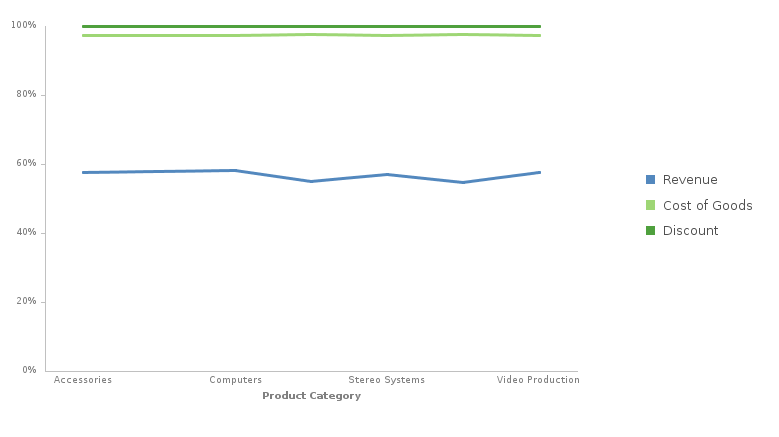 100%
80%
60%
40%
20%
0%
Accessories Computers Stereo Systems Video Production
Product Category
Revenue
Cost of Goods
Discount